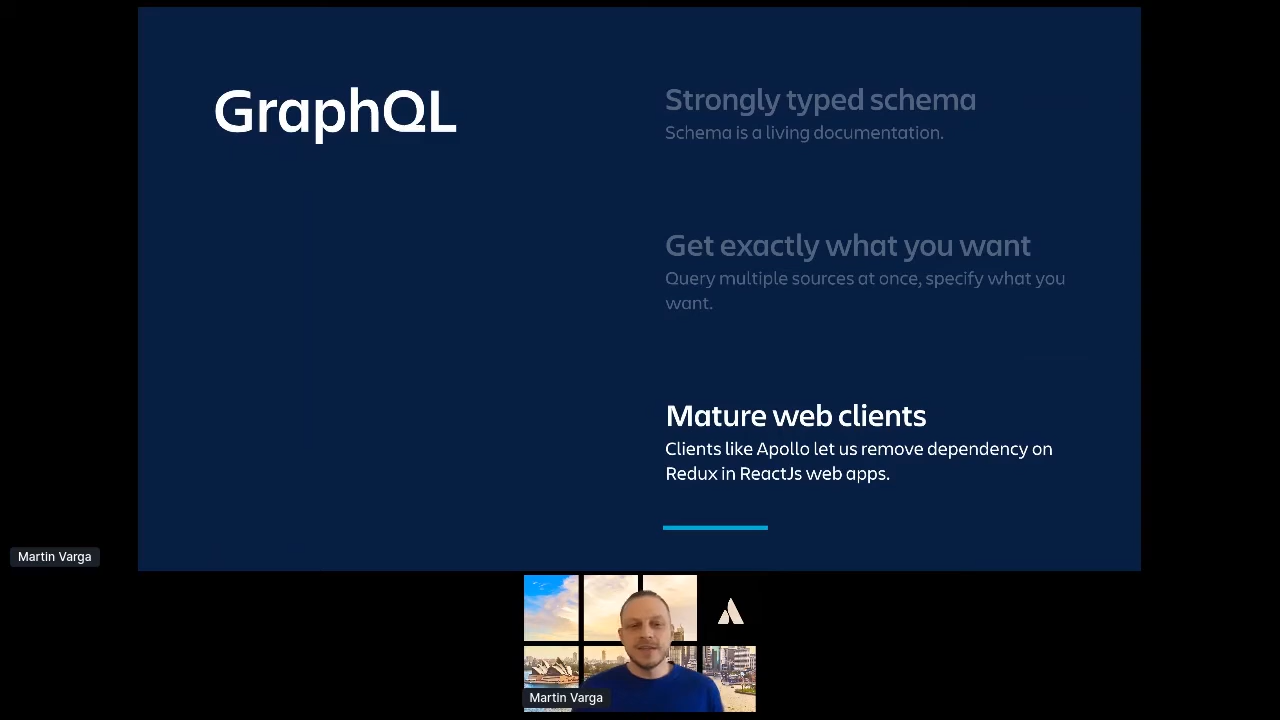 GraphQL
Strongly typed schema
Schema is a living documentation.
Get exactly what you want
Query multiple sources at once, specify what you
want.
Mature web clients
Clients like Apollo let us remove dependency on
Redux in ReactJs web apps.
Martin Varga
Martin Varga